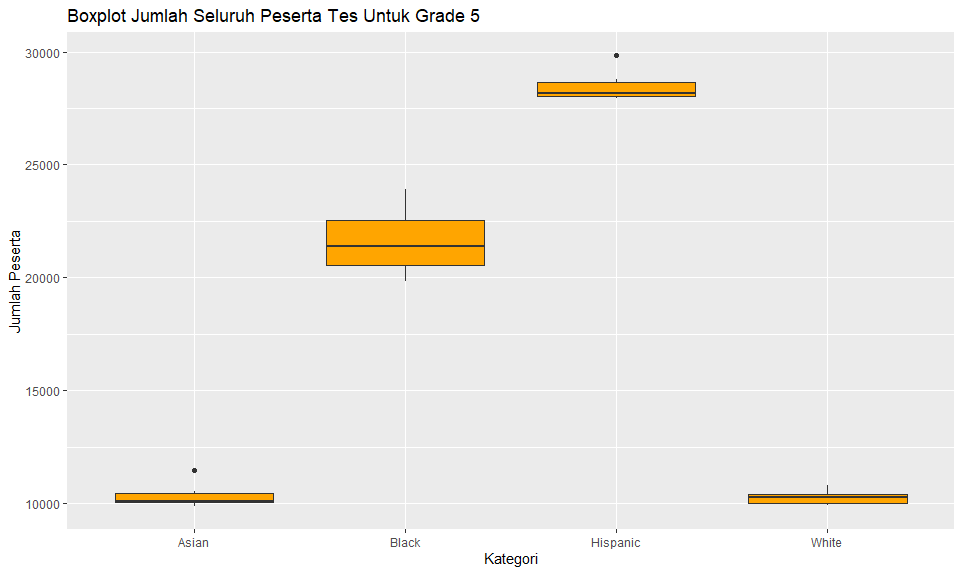 Boxplot Jumlah Seluruh Peserta Tes Untuk Grade 5
Jumlah Peserta
30000
25000
20000
15000
10000
Asian Black Hispanic White
Kategori